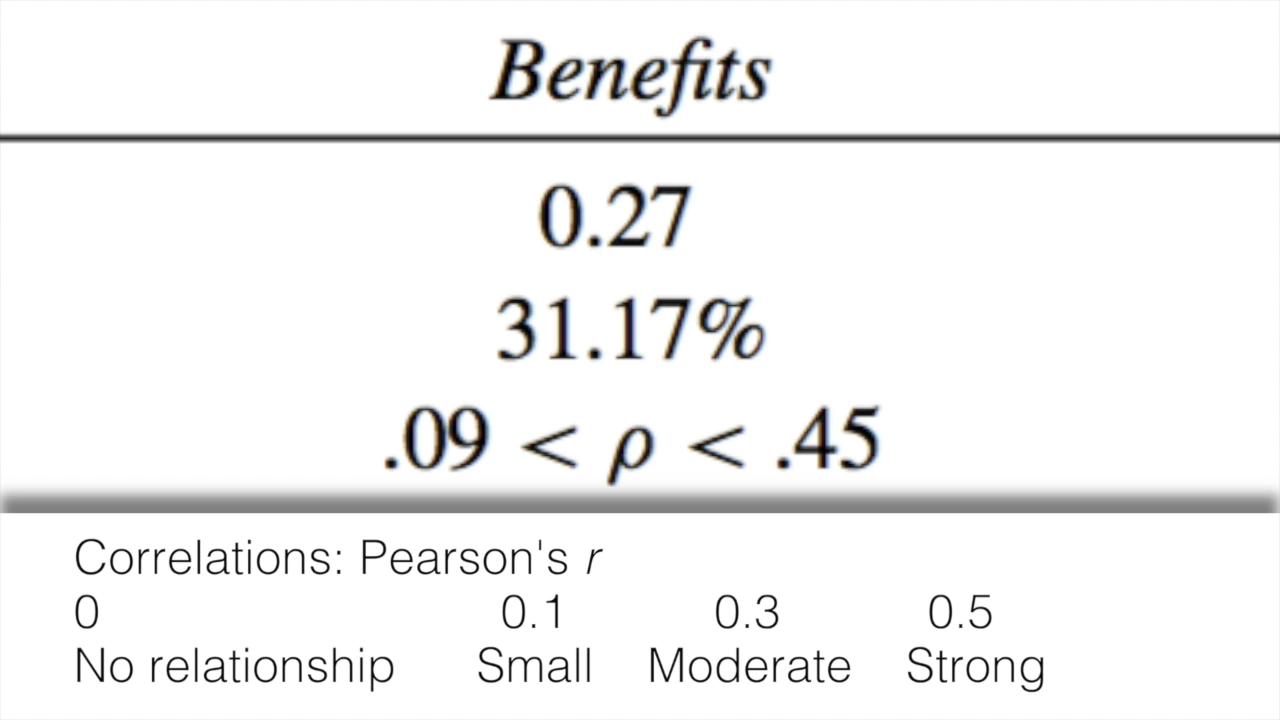 Benefits
0.27
31.17%
.09 < ρ < .45
Correlations: Pearson's r
0 0.1 0.3 0.5
No relationship Small Moderate Strong